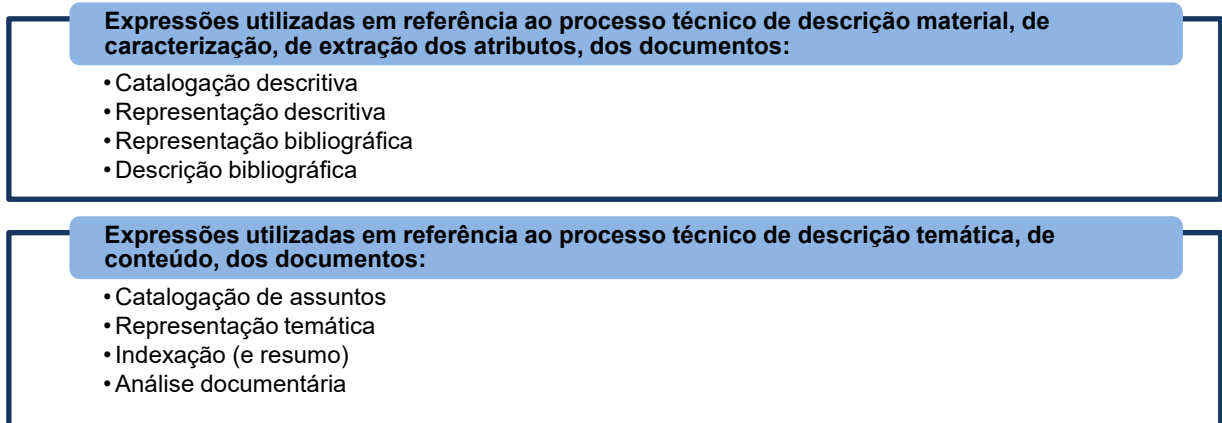 Expressões utilizadas em referência ao processo técnico de descrição material, de
caracterização, de extração dos atributos, dos documentos:
•Catalogação descritiva
•Representação descritiva
•Representação bibliográfica
•Descrição bibliográfica
Expressões utilizadas em referência ao processo técnico de descrição temática, de
conteúdo, dos documentos:
•Catalogação de assuntos
•Representação temática
•Indexação (e resumo)
•Análise documentária